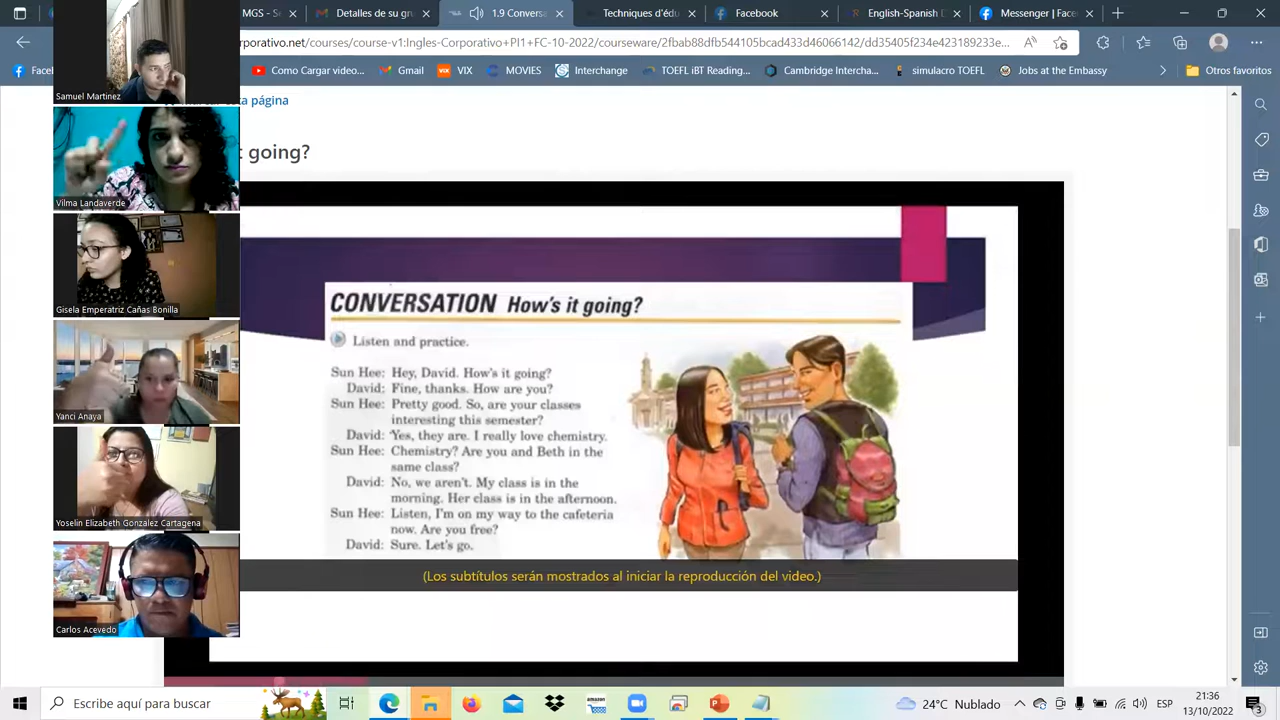 MGS - S
Detalles de su gr
1.9 Conver
Techniques d'édu
Facebook
English-Spanish D
Messenger | Fac
orporativo.net/courses/course-v1:Ingles-Corporativo+PI1+FC-10-2022/courseware/2fbab88dfb544105bcad433d46066142/dd35405f234e423189233e...
Como Cargar video...
Gmail
VIX
MOVIES
Interchange
TOEFL iBT Reading...
Cambridge Intercha...
simulacro TOEFL
Jobs at the Embassy
Otros favoritos
página
going?
CONVERSATION How's it going?
Listen and practice.
Sun Hee: Hey, David. How's it going?
David: Fine, thanks. How are you?
Sun Hee: Pretty good. So, are your classes
interesting this semester?
David: Yes, they are. I really love chemistry.
Sun Hee: Chemistry? Are you and Beth in the
same class?
David: No, we aren't. My class is in the
morning. Her class is in the afternoon.
Sun Hee: Listen, I'm on my way to the cafeteria
now. Are you free?
David: Sure. Let's go.
(Los subtítulos serán mostrados al iniciar la reproducción del video.)
Samuel Martinez
Vilma Landaverde
Gisela Emperatriz Cañas Bonilla
Yanci Anaya
Yoselin Elizabeth Gonzalez Cartagena
Carlos Acevedo
Escribe aquí para buscar
amazon
24°C Nublado
ESP
21:36
13/10/2022
3